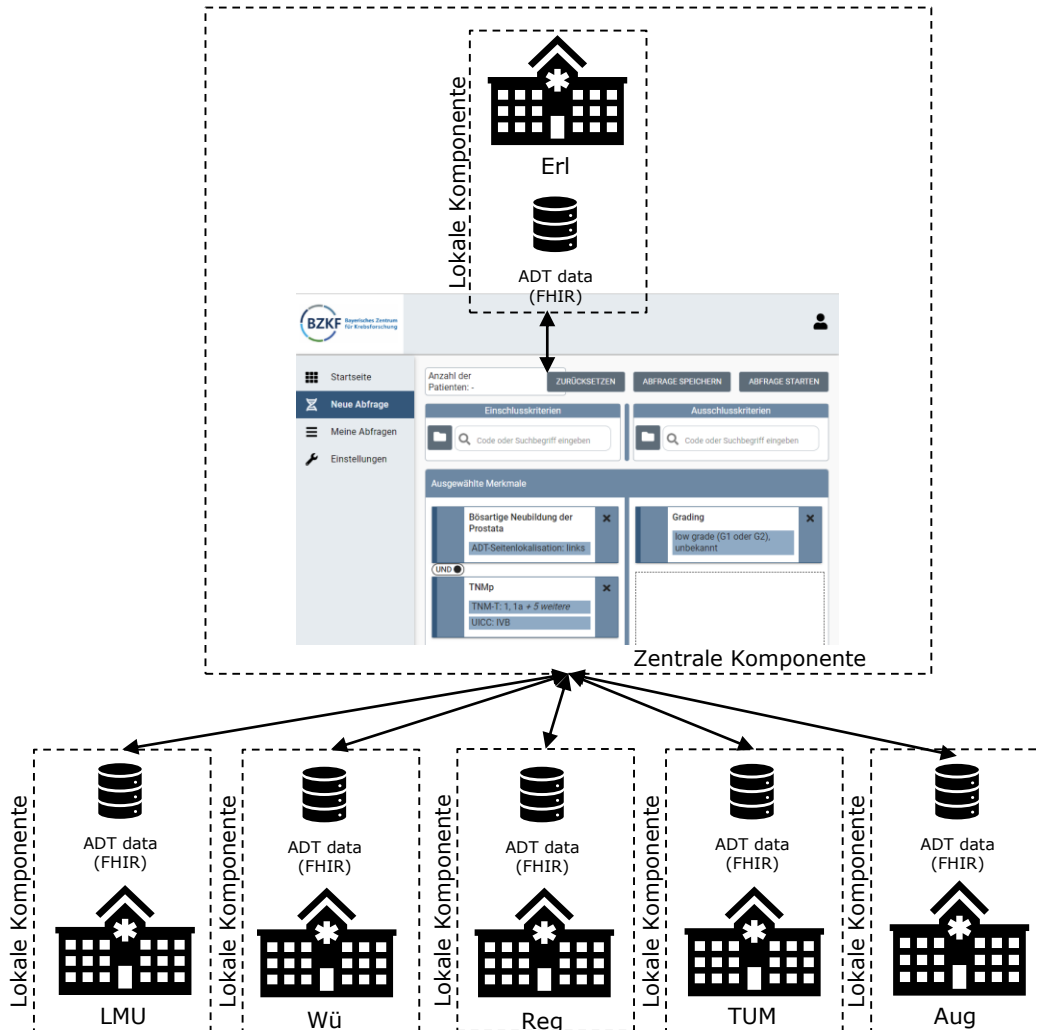 Lokale Komponente
Erl
ADT data
(FHIR)
BZKF Bayerisches Zentrum
für Krebsforschung
Startseite
Neue Abfrage
Meine Abfragen
Einstellungen
Anzahl der
Patienten: -
ZURÜCKSETZEN
ABFRAGE SPEICHERN
ABFRAGE STARTEN
Einschlusskriterien
Ausschlusskriterien
Code oder Suchbegriff eingeben
Code oder Suchbegriff eingeben
Ausgewählte Merkmale
Bösartige Neubildung der
Prostata
ADT-Seitenlokalisation: links
UND
TNMp
TNM-T: 1, 1a + 5 weitere
UICC: IVB
Grading
low grade (G1 oder G2),
unbekannt
Zentrale Komponente
Lokale Komponente
ADT data
(FHIR)
LMU
Lokale Komponente
ADT data
(FHIR)
Wü
Lokale Komponente
ADT data
(FHIR)
Reg
Lokale Komponente
ADT data
(FHIR)
TUM
Lokale Komponente
ADT data
(FHIR)
Aug